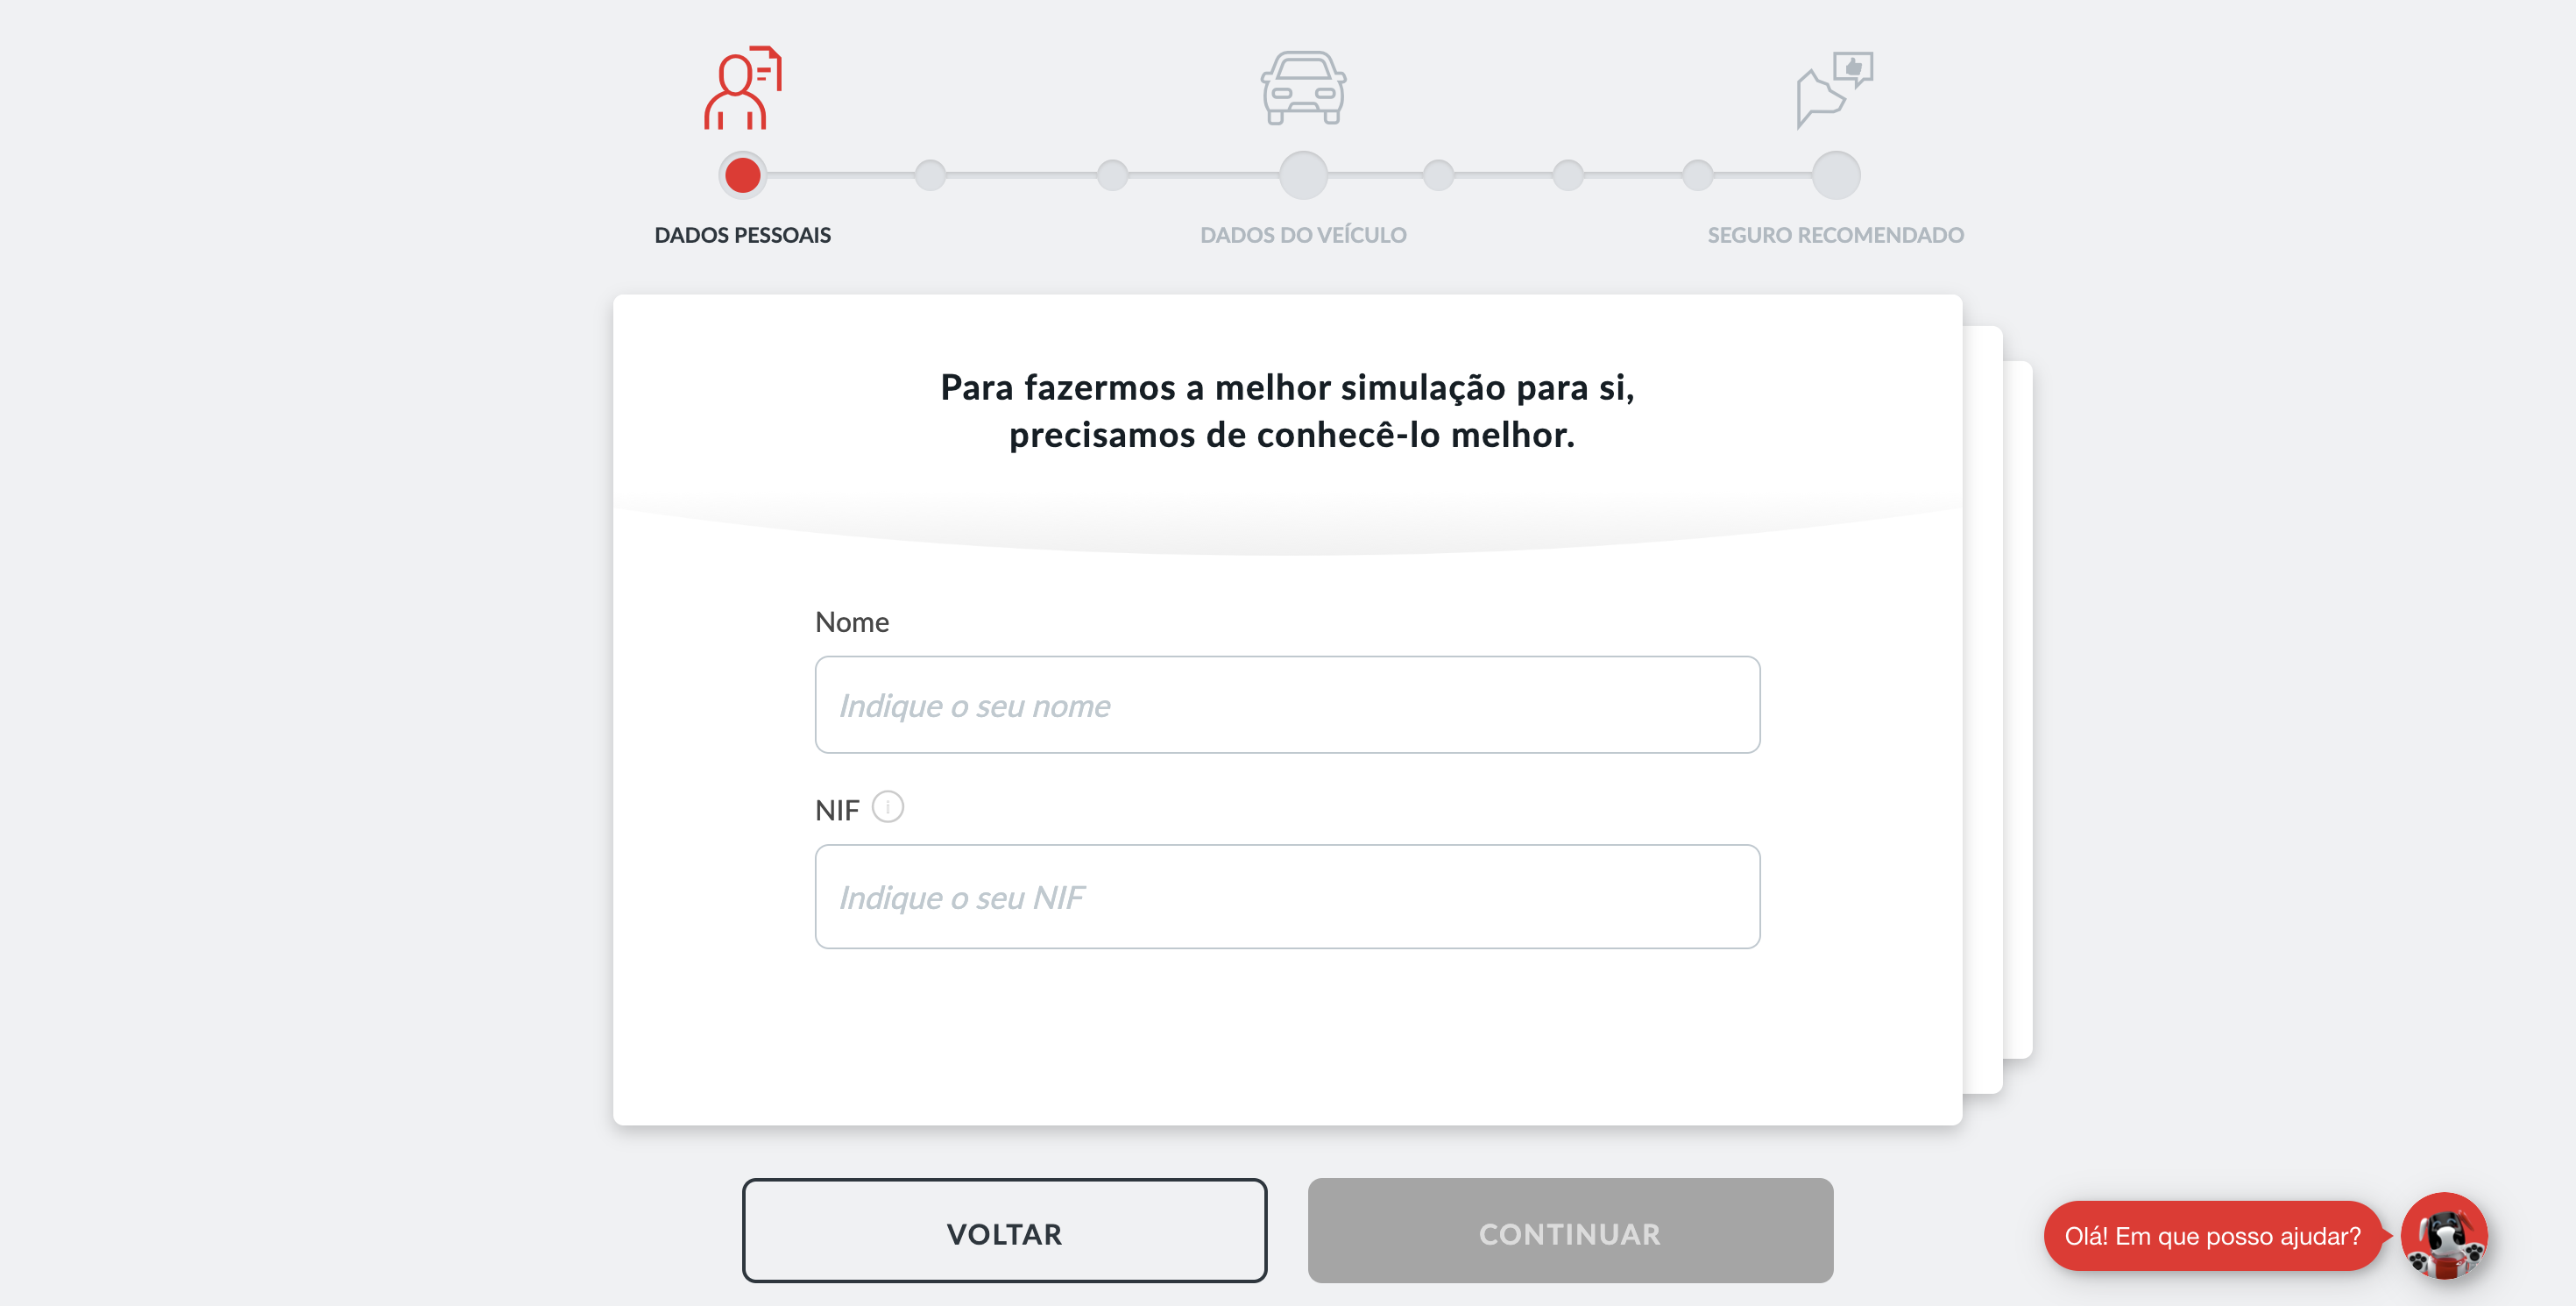 DADOS PESSOAIS
DADOS DO VEÍCULO
SEGURO RECOMENDADO
Para fazermos a melhor simulação para si,
precisamos de conhecê-lo melhor.
Nome
Indique o seu nome
NIF i
Indique o seu NIF
VOLTAR
CONTINUAR
Olá! Em que posso ajudar?